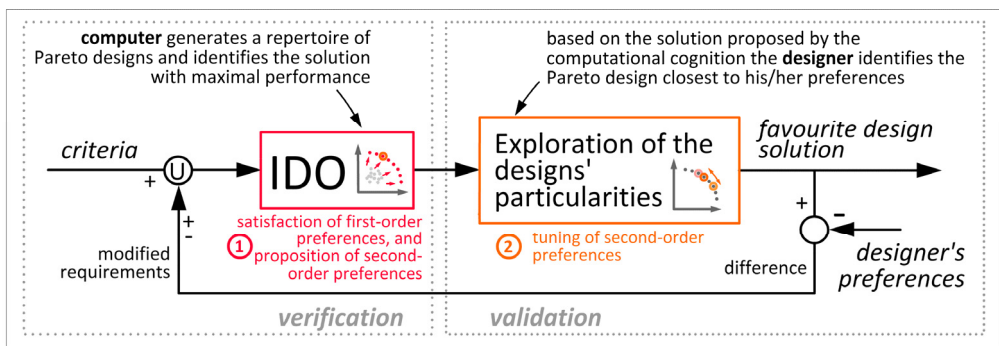 computer generates a repertoire of
Pareto designs and identifies the solution
with maximal performance
based on the solution proposed by the
computational cognition the designer identifies the
Pareto design closest to his/her preferences
criteria
+
U
IDO
Exploration of the
designs'
particularities
favourite design
solution
+
-
modified
requirements
satisfaction of first-order
1 preferences, and
proposition of second-
order preferences
2 tuning of second-order
preferences
+
-
difference
designer's
preferences
verification
validation